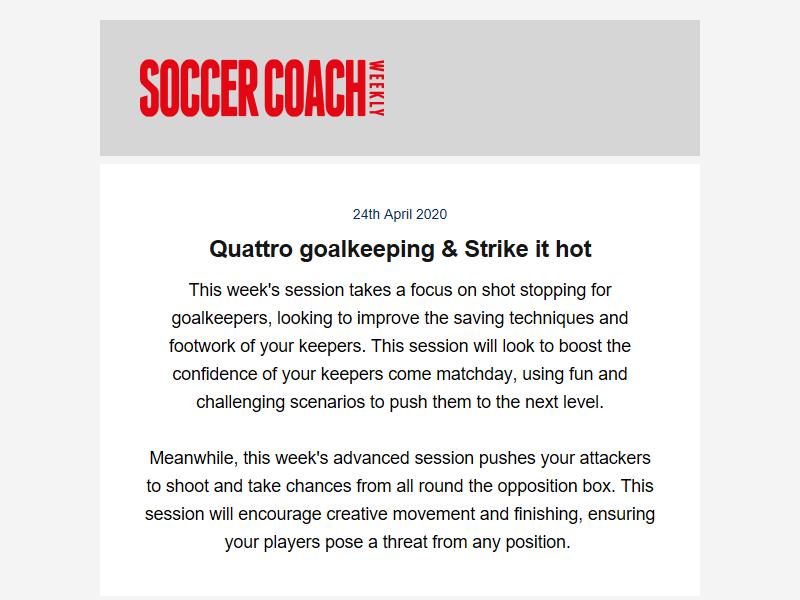 SOCCER COACH WEEKLY
24th April 2020
Quattro goalkeeping & Strike it hot
This week's session takes a focus on shot stopping for
goalkeepers, looking to improve the saving techniques and
footwork of your keepers. This session will look to boost the
confidence of your keepers come matchday, using fun and
challenging scenarios to push them to the next level.
Meanwhile, this week's advanced session pushes your attackers
to shoot and take chances from all round the opposition box. This
session will encourage creative movement and finishing, ensuring
your players pose a threat from any position.